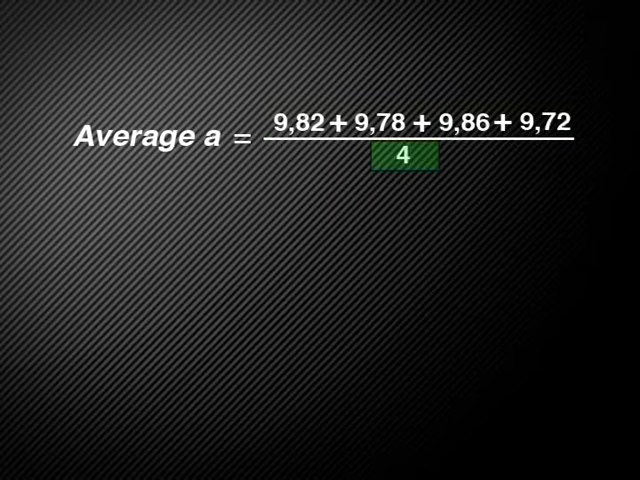 Average a = 9,82 + 9,78 + 9,86 + 9,72
4